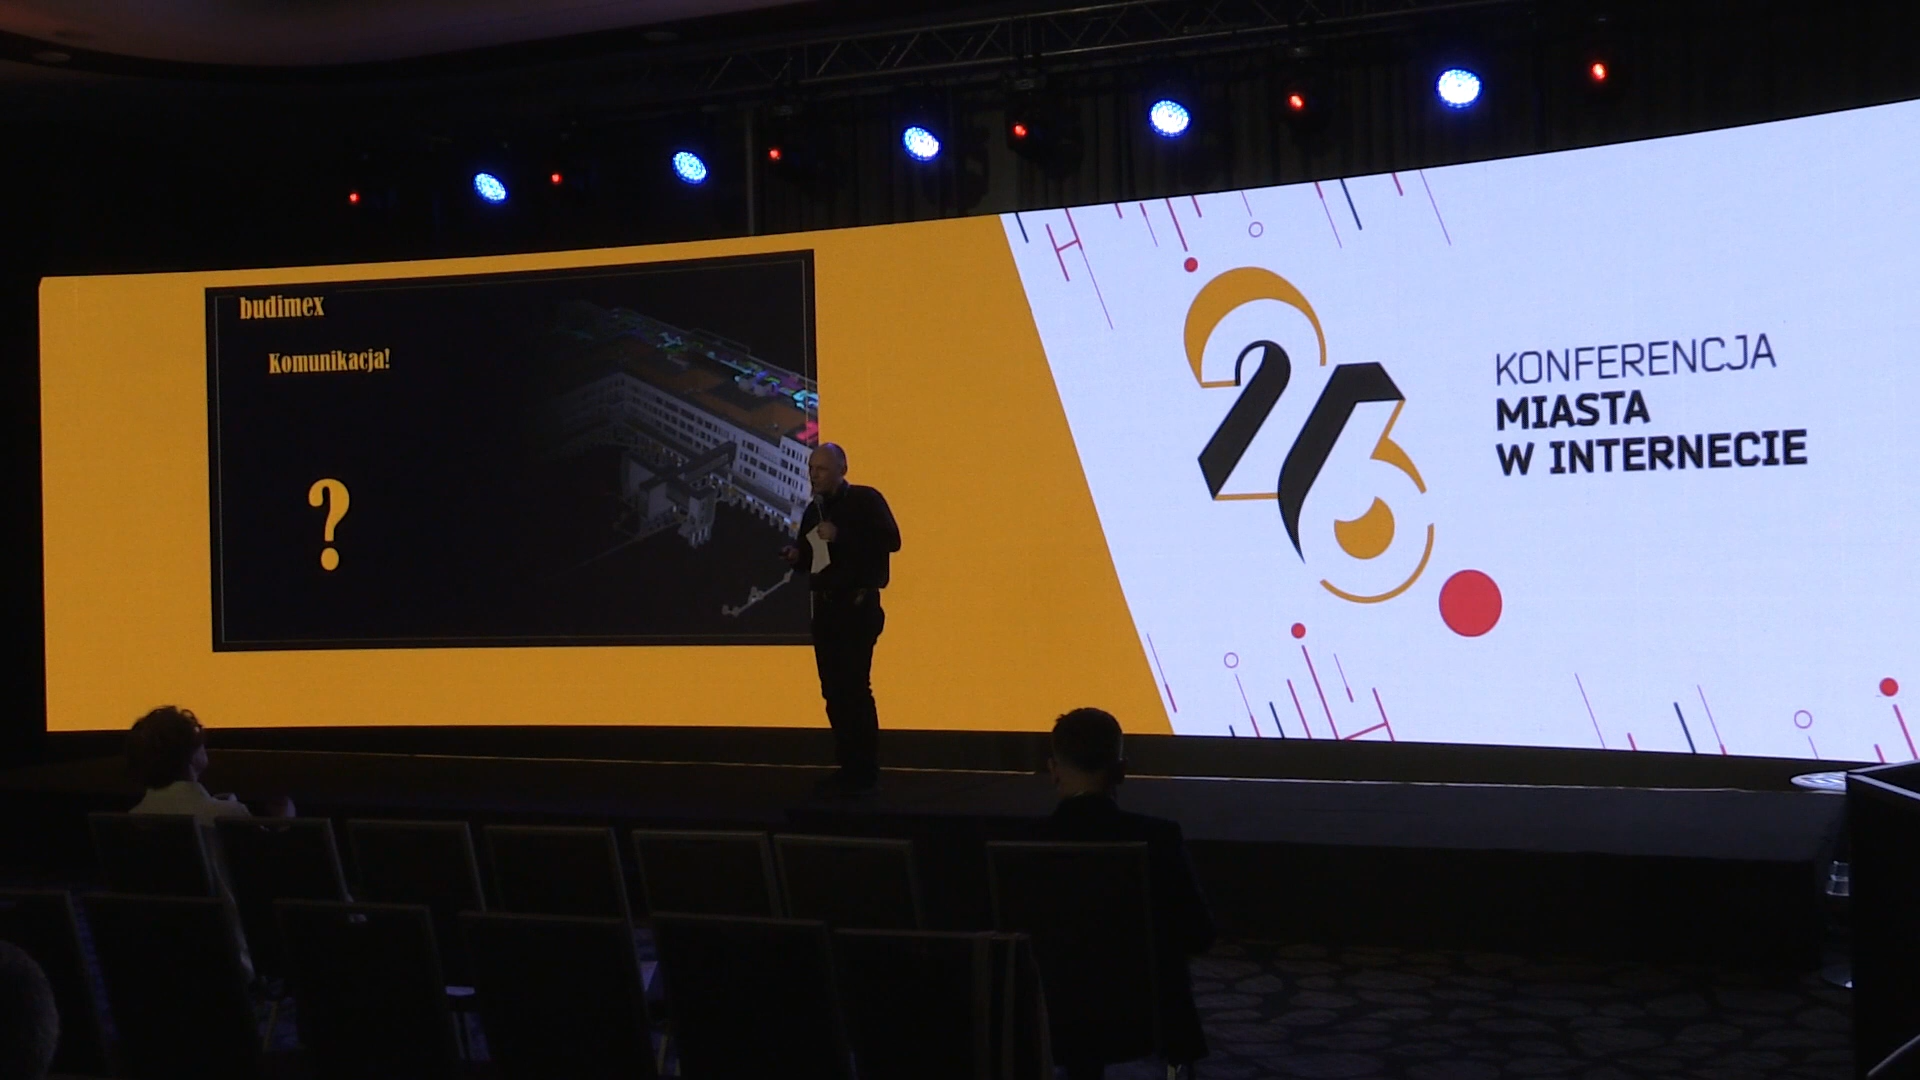 budimex
Komunikacja!
?
26
KONFERENCJA
MIASTA
W INTERNECIE